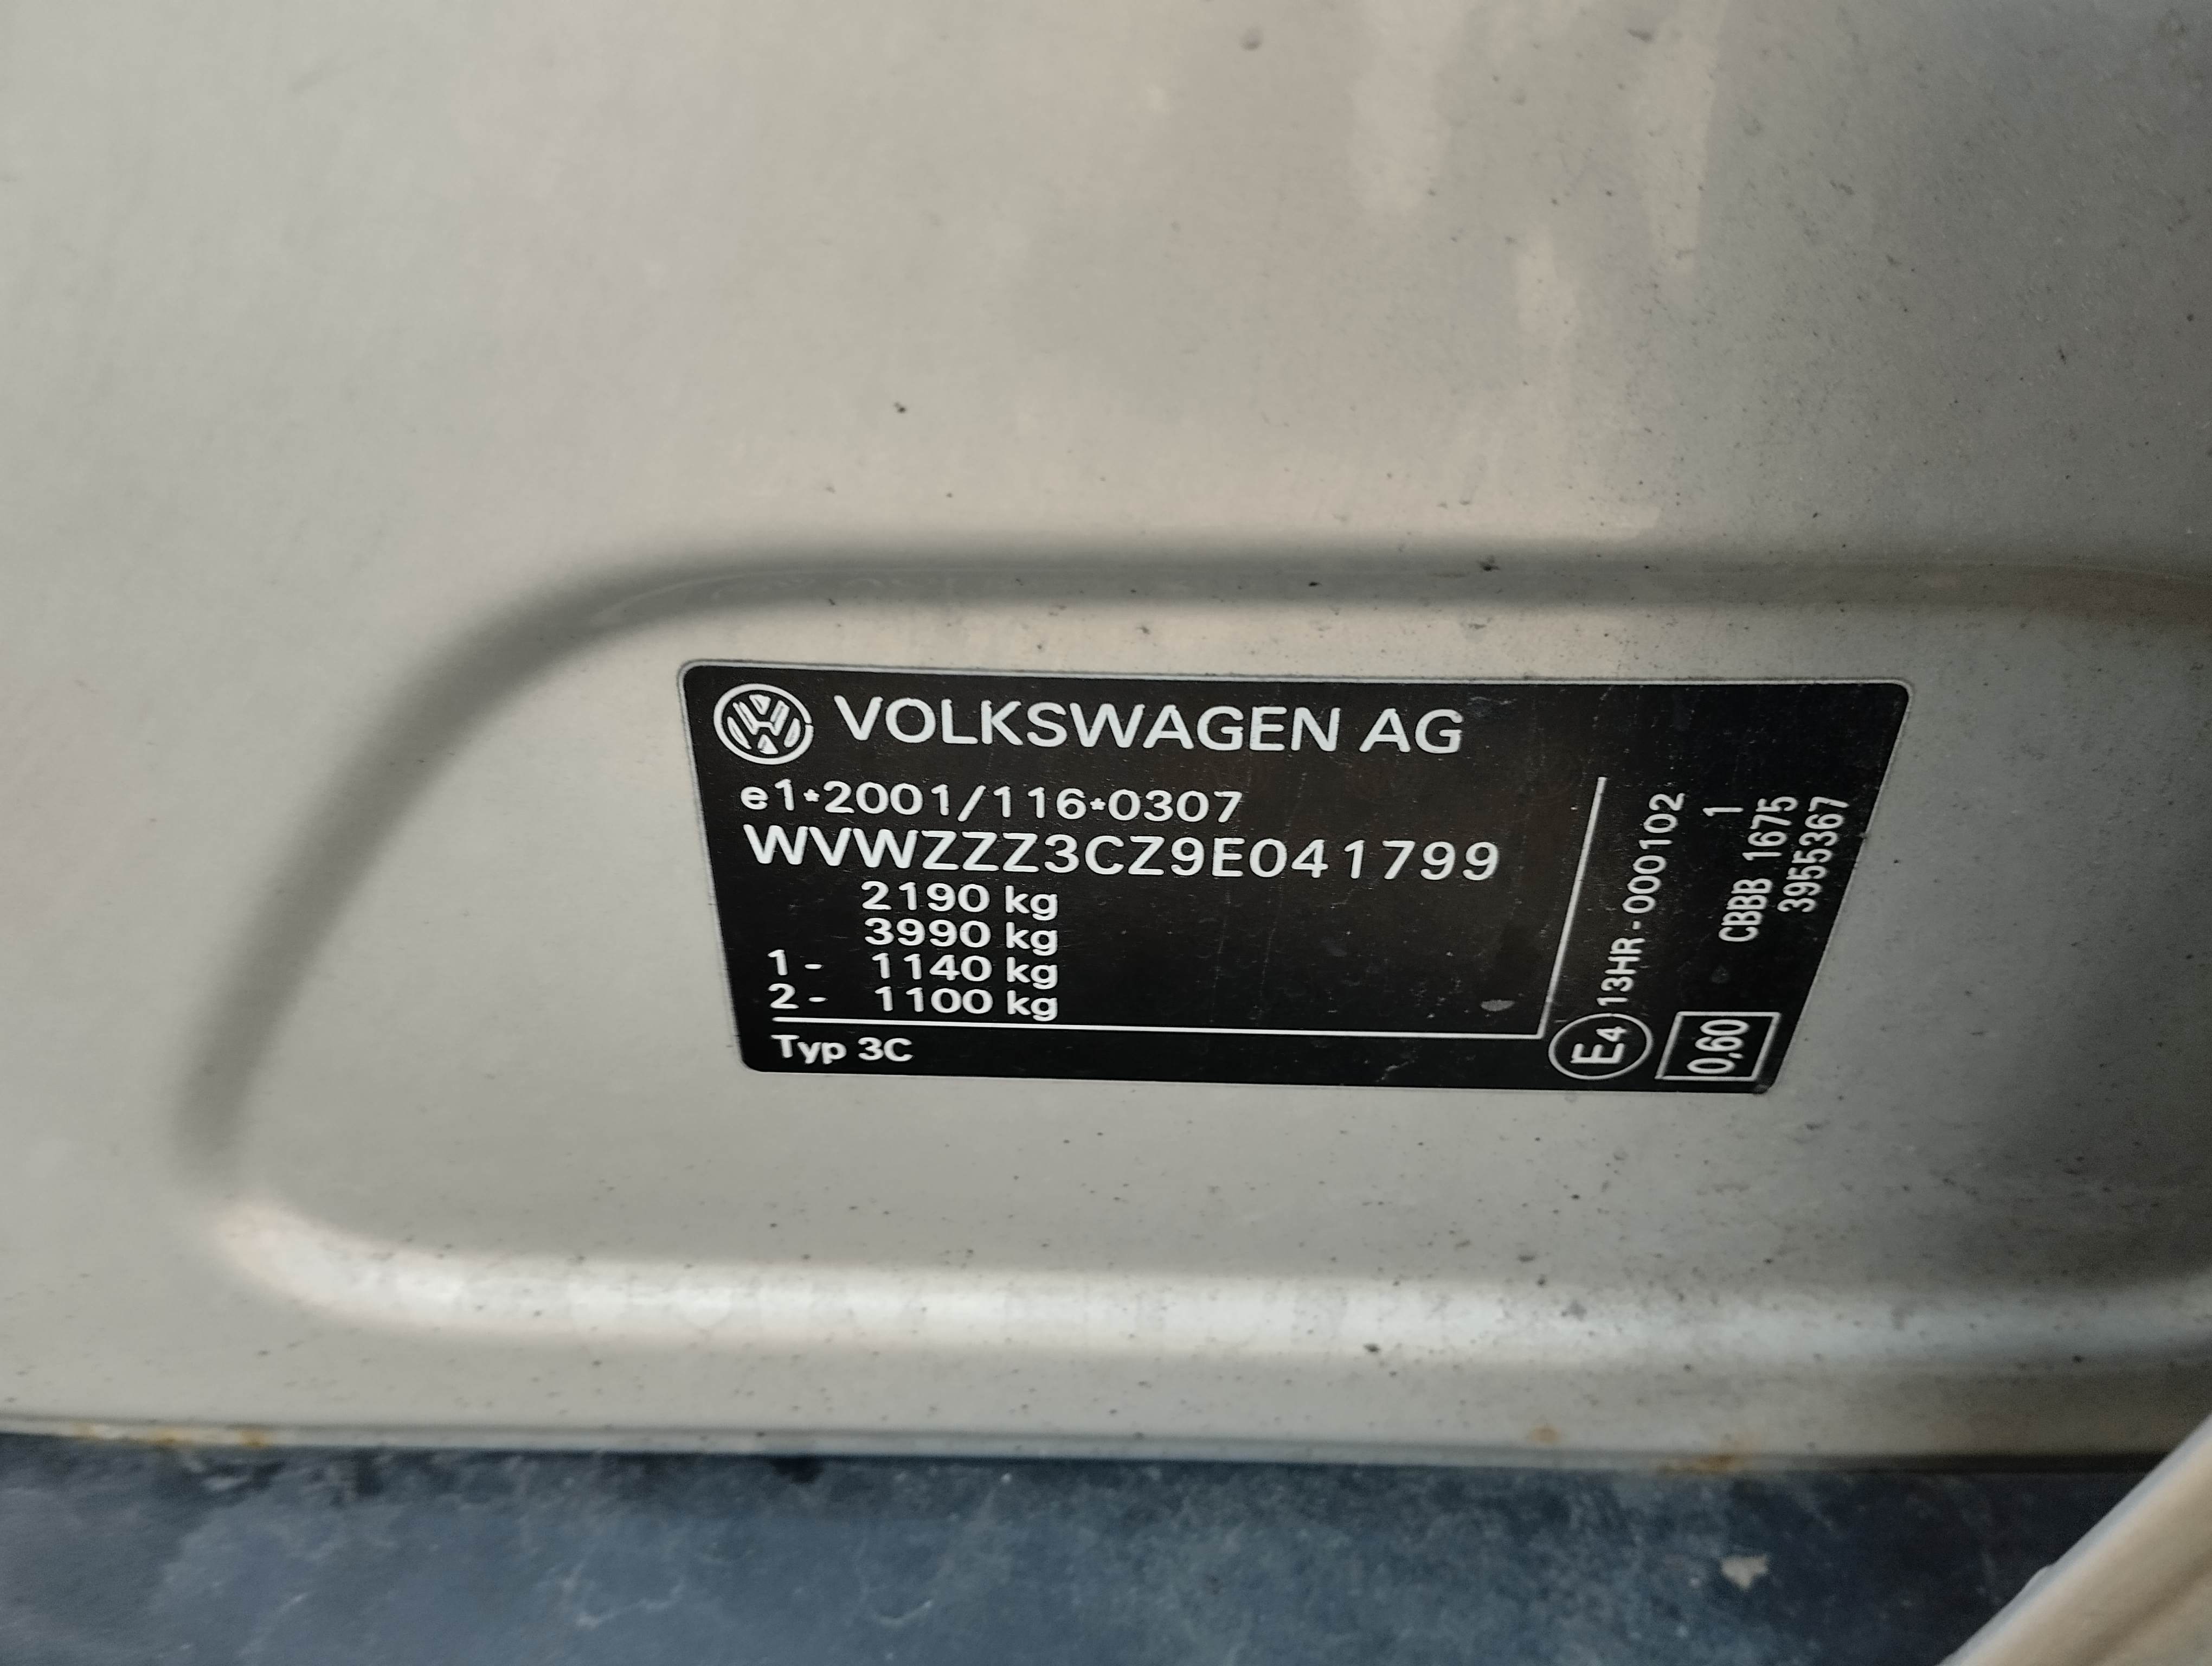 VOLKSWAGEN AG
e1*2001/116*0307
WVWZZZ3CZ9E041799
2190 kg
3990 kg
1- 1140 kg
2- 1100 kg
Typ 3C
E4 13HR-000102
0,60
1
CBBB 1675
3955367